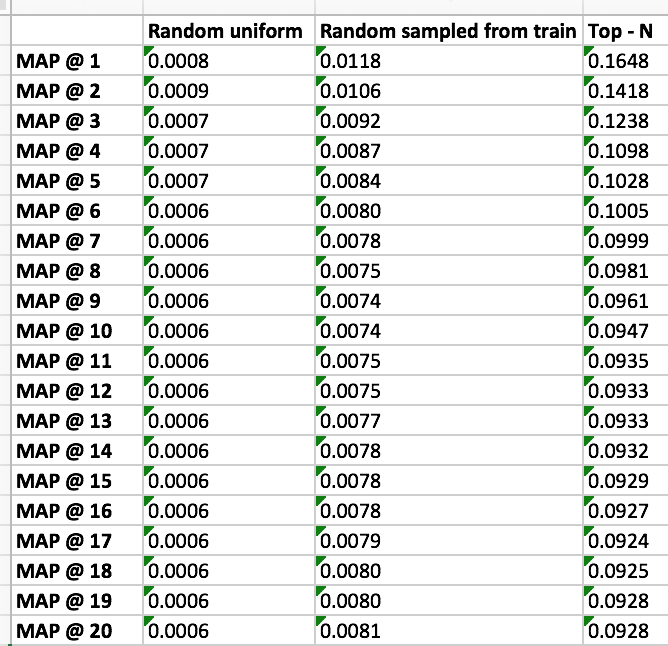 Random uniform Random sampled from train Top - N
MAP @ 1 0.0008 0.0118 0.1648
MAP @ 2 0.0009 0.0106 0.1418
MAP @ 3 0.0007 0.0092 0.1238
MAP @ 4 0.0007 0.0087 0.1098
MAP @ 5 0.0007 0.0084 0.1028
MAP @ 6 0.0006 0.0080 0.1005
MAP @ 7 0.0006 0.0078 0.0999
MAP @ 8 0.0006 0.0075 0.0981
MAP @ 9 0.0006 0.0074 0.0961
MAP @ 10 0.0006 0.0074 0.0947
MAP @ 11 0.0006 0.0075 0.0935
MAP @ 12 0.0006 0.0075 0.0933
MAP @ 13 0.0006 0.0077 0.0933
MAP @ 14 0.0006 0.0078 0.0932
MAP @ 15 0.0006 0.0078 0.0929
MAP @ 16 0.0006 0.0078 0.0927
MAP @ 17 0.0006 0.0079 0.0924
MAP @ 18 0.0006 0.0080 0.0925
MAP @ 19 0.0006 0.0080 0.0928
MAP @ 20 0.0006 0.0081 0.0928